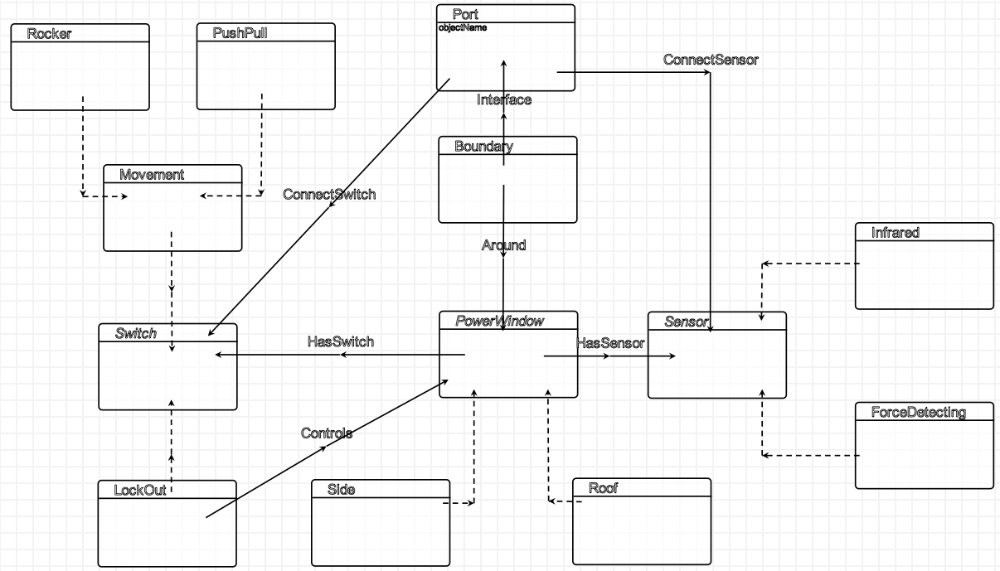 Port
objectName
Rocker
PushPull
ConnectSensor
Interface
Boundary
Movement
ConnectSwitch
Infrared
Around
PowerWindow
Sensor
Switch
HasSwitch
HasSensor
ForceDetecting
Controls
LockOut
Side
Roof